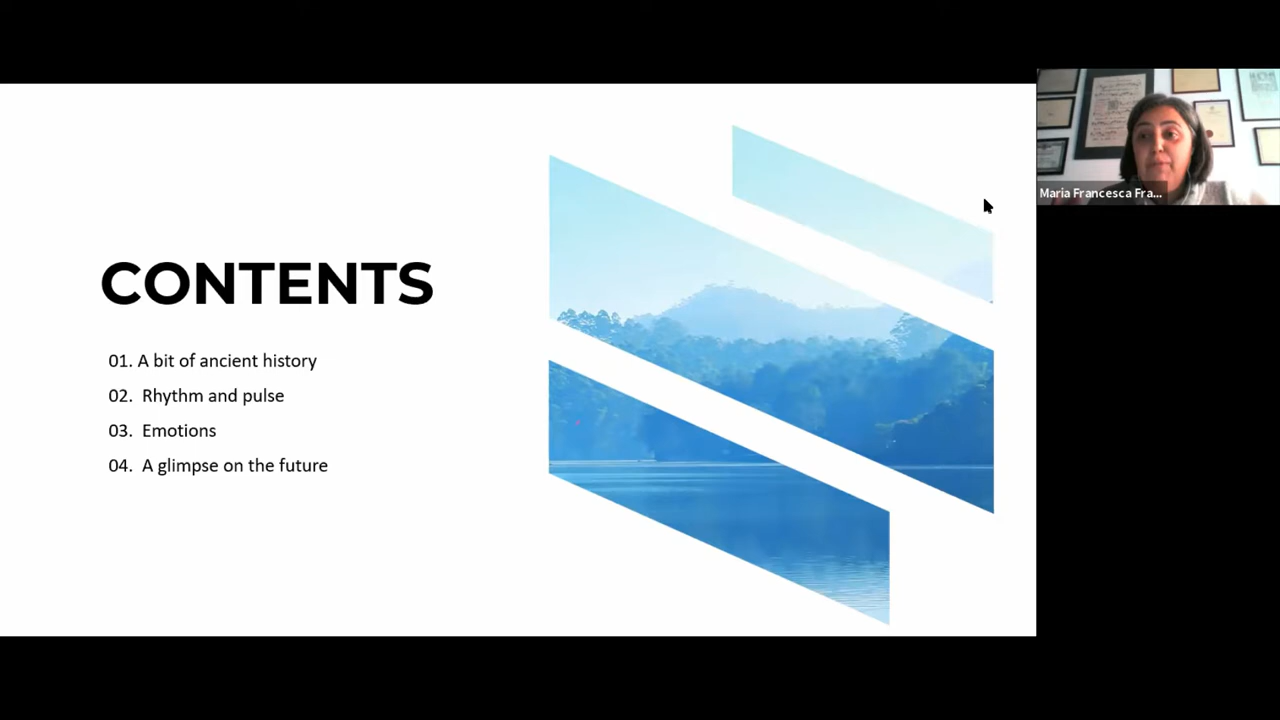 CONTENTS
01. A bit of ancient history
02. Rhythm and pulse
03. Emotions
04. A glimpse on the future
Maria Francesca Fra...